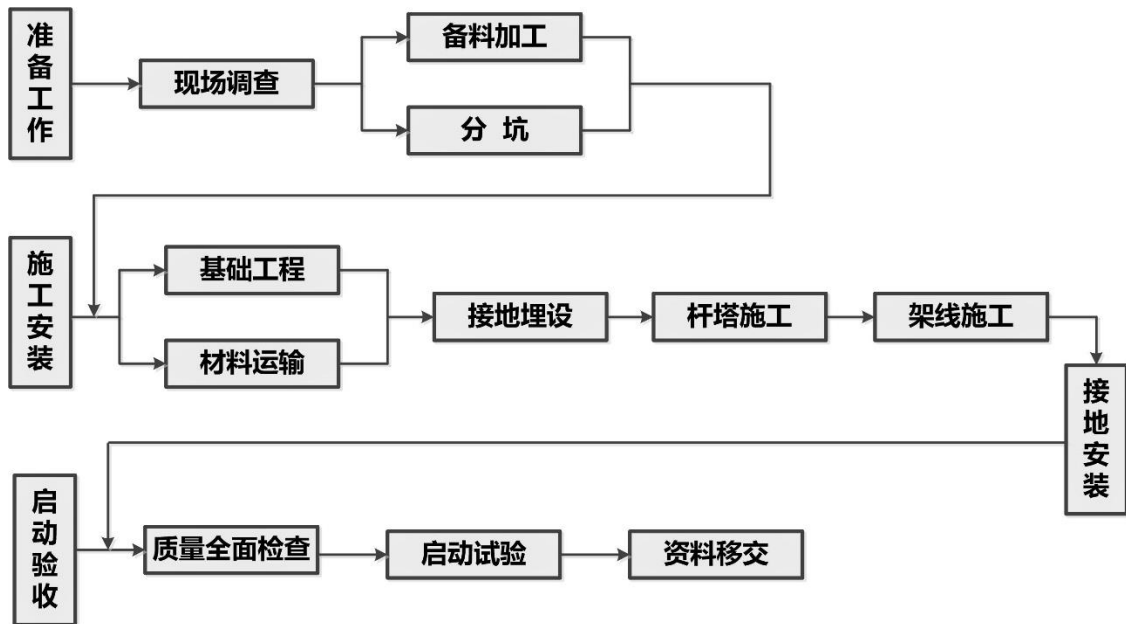 准备工作
现场调查
备料加工
分 坑
施工安装
基础工程
材料运输
接地埋设
杆塔施工
架线施工
接地安装
启动验收
质量全面检查
启动试验
资料移交